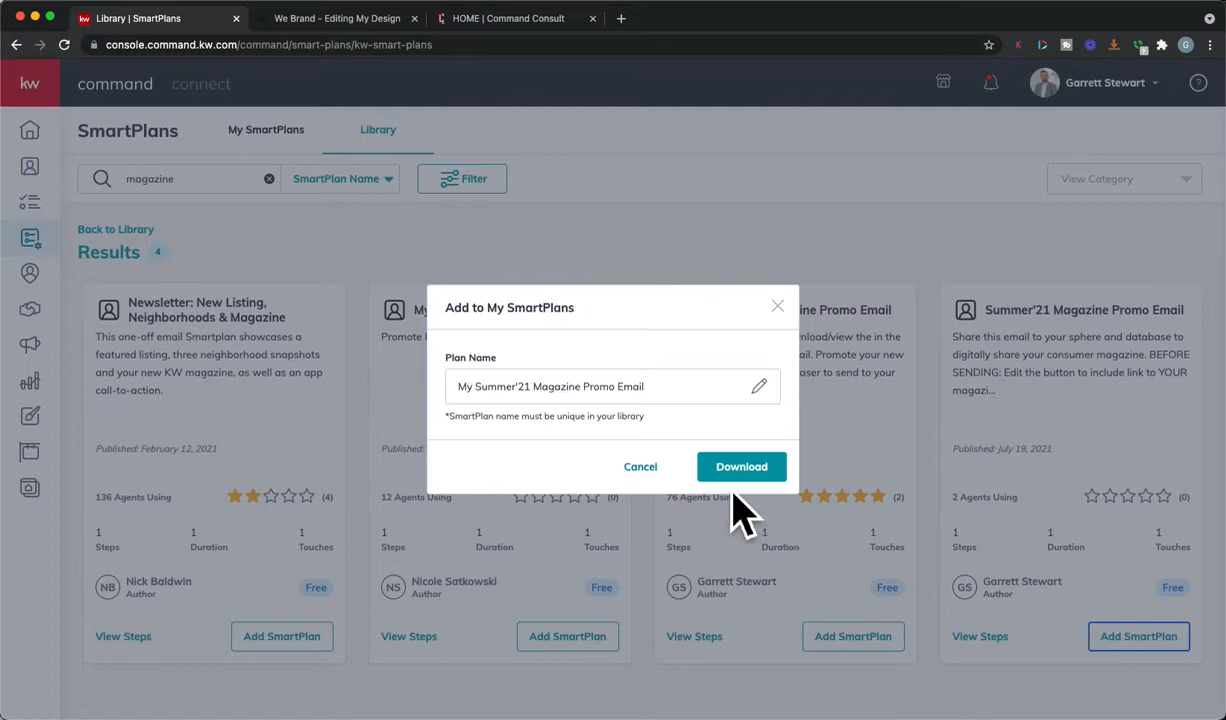 Library | SmartPlans
We Brand - Editing My Design
HOME | Command Consult
console.command.kw.com/command/smart-plans/kw-smart-plans
G
kw
command
connect
Garrett Stewart
SmartPlans
My SmartPlans
Library
magazine
SmartPlan Name
Filter
View Category
Back to Library
Results 4
Newsletter: New Listing,
Neighborhoods & Magazine
This one-off email Smartplan showcases a
featured listing, three neighborhood snapshots
and your new KW magazine, as well as an app
call-to-action.
Published: February 12, 2021
136 Agents Using
(4)
1 1 1
Steps Duration Touches
NB
Nick Baldwin
Author
Free
View Steps
Add SmartPlan
My
Promote
Published:
12 Agents Using
(0)
1 1 1
Steps Duration Touches
NS
Nicole Satkowski
Author
Free
View Steps
Add SmartPlan
ine Promo Email
download/view the in the
ail. Promote your new
aser to send to your
76 Agents Using
(2)
1 1 1
Steps Duration Touches
GS
Garrett Stewart
Author
Free
View Steps
Add SmartPlan
Summer'21 Magazine Promo Email
Share this email to your sphere and database to
digitally share your consumer magazine. BEFORE
SENDING: Edit the button to include link to YOUR
magazi...
Published: July 19, 2021
2 Agents Using
(0)
1 1 1
Steps Duration Touches
GS
Garrett Stewart
Author
Free
View Steps
Add SmartPlan
Add to My SmartPlans
Plan Name
My Summer'21 Magazine Promo Email
*SmartPlan name must be unique in your library
Cancel
Download